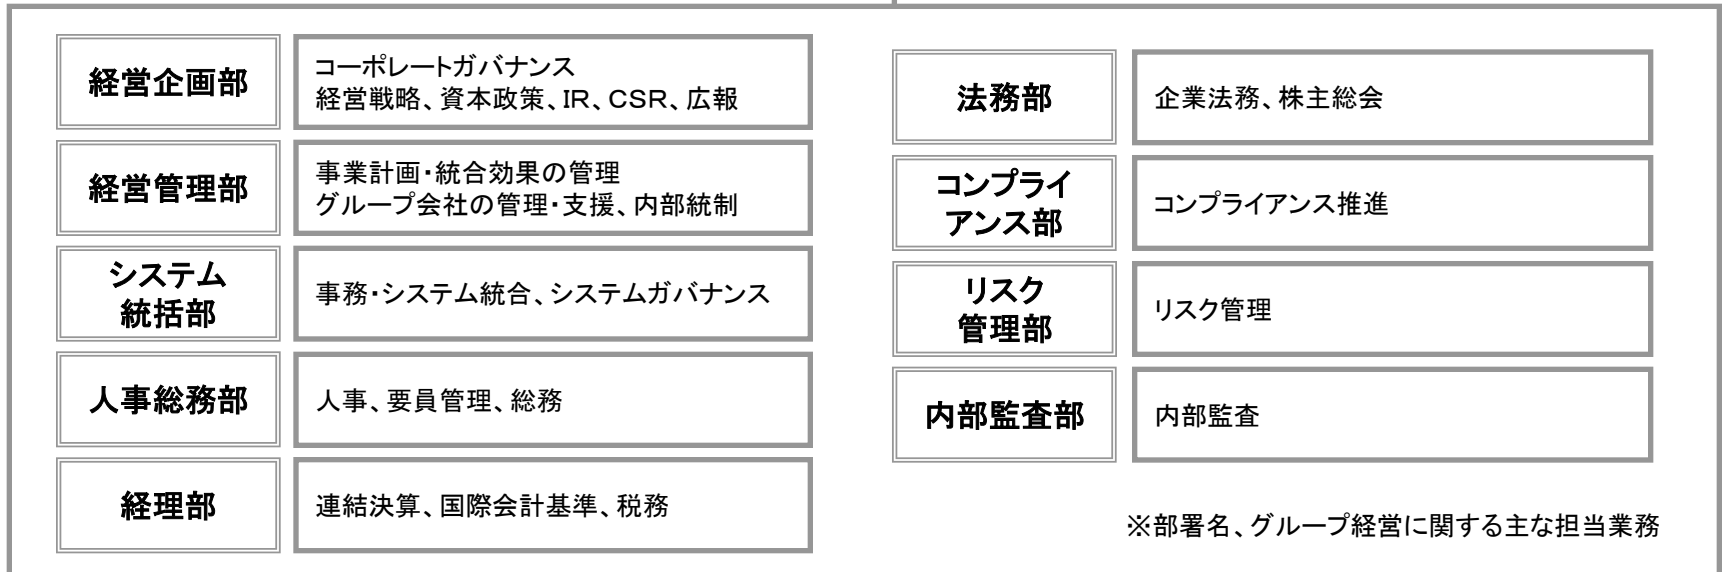 経営企画部
コーポレートガバナンス
経営戦略、資本政策、IR、CSR、広報
経営管理部
事業計画・統合効果の管理
グループ会社の管理・支援、内部統制
システム
統括部
事務・システム統合、システムガバナンス
人事総務部
人事、要員管理、総務
経理部
連結決算、国際会計基準、税務
法務部
企業法務、株主総会
コンプライ
アンス部
コンプライアンス推進
リスク
管理部
リスク管理
内部監査部
内部監査
※部署名、グループ経営に関する主な担当業務